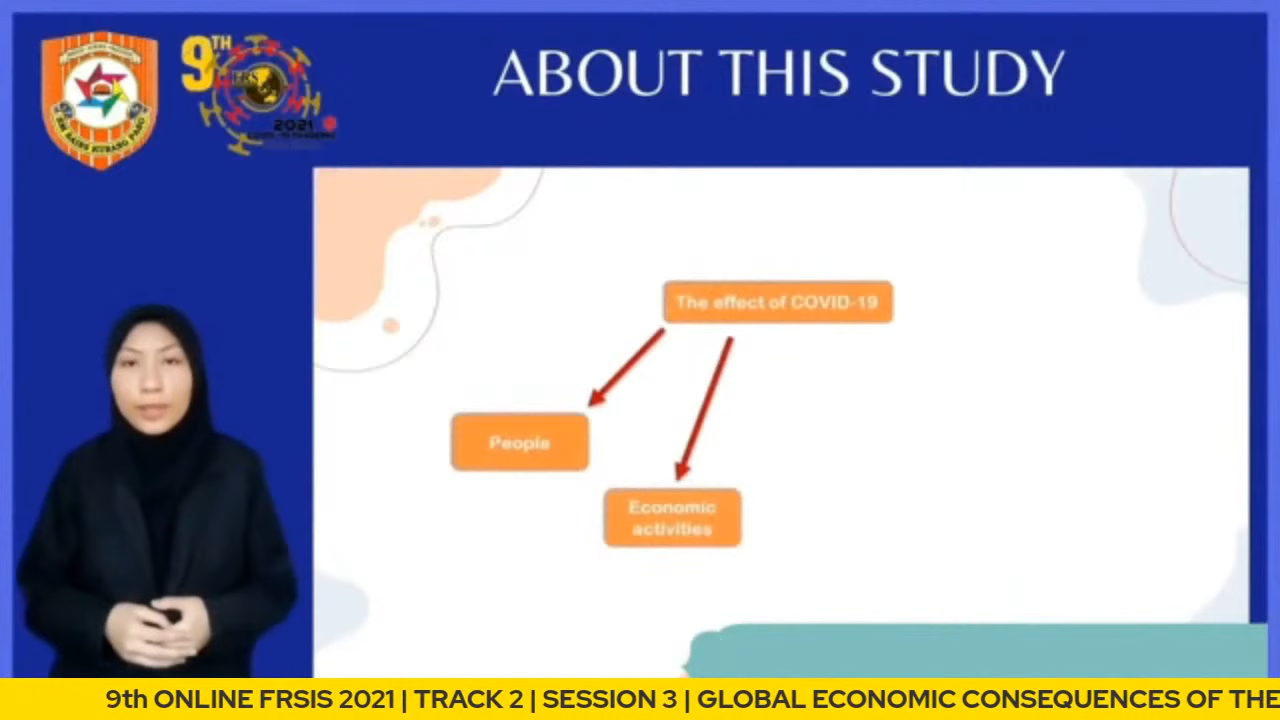 9TH
2021
ABOUT THIS STUDY
The effect of COVID-19
People
Economic
activities
9th ONLINE FRSIS 2021 | TRACK 2 | SESSION 3 | GLOBAL ECONOMIC CONSEQUENCES OF THE